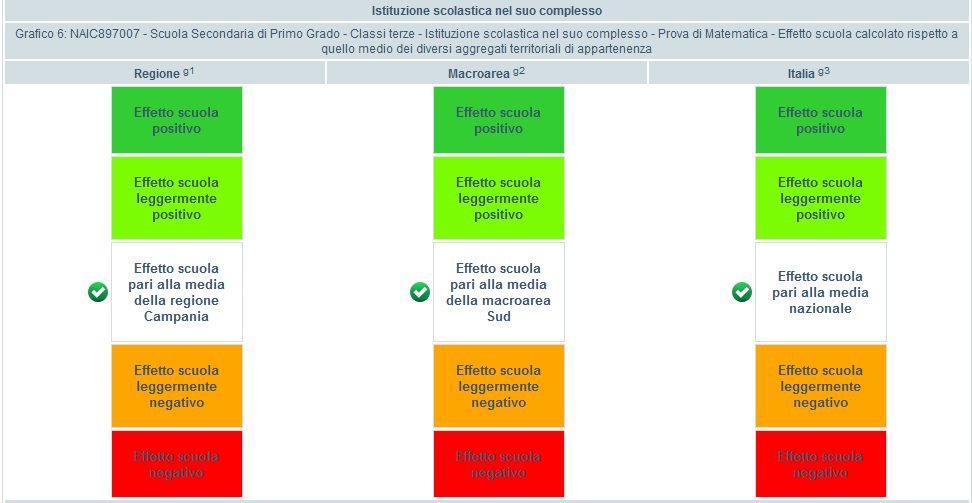 Istituzione scolastica nel suo complesso
Grafico 6: NAIC897007 - Scuola Secondaria di Primo Grado - Classi terze - Istituzione scolastica nel suo complesso - Prova di Matematica - Effetto scuola calcolato rispetto a
quello medio dei diversi aggregati territoriali di appartenenza
Regione g1
Macroarea g2
Italia g3
Effetto scuola
positivo
Effetto scuola
positivo
Effetto scuola
positivo
Effetto scuola
leggermente
positivo
Effetto scuola
leggermente
positivo
Effetto scuola
leggermente
positivo
Effetto scuola
pari alla media
della regione
Campania
Effetto scuola
pari alla media
della macroarea
Sud
Effetto scuola
pari alla media
nazionale
Effetto scuola
leggermente
negativo
Effetto scuola
leggermente
negativo
Effetto scuola
leggermente
negativo
Effetto scuola
negativo
Effetto scuola
negativo
Effetto scuola
negativo